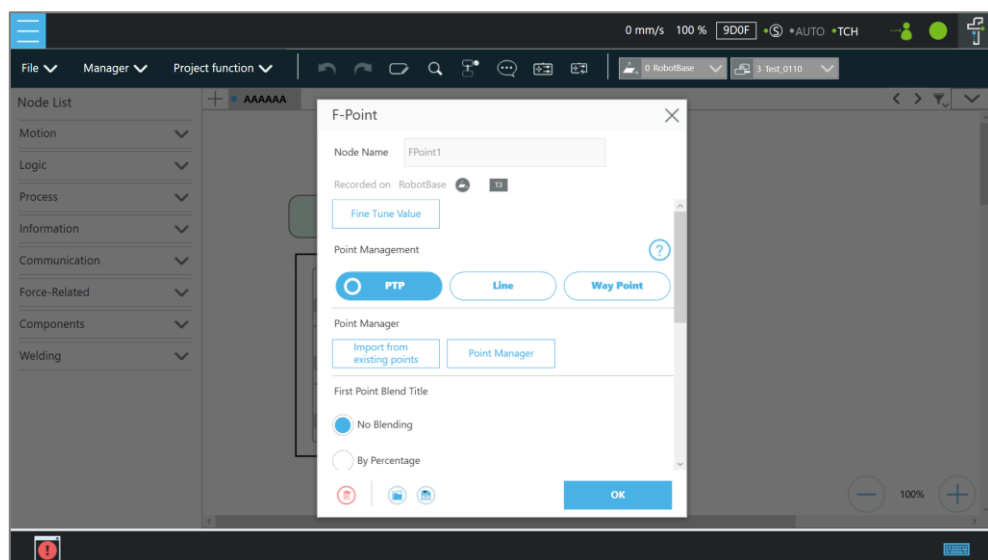 0 mm/s 100 % 9D0F S AUTO TCH
File Manager Project function 0 RobotBase 3 Test_0110
Node List
AAAAAA
Motion
Logic
Process
Information
Communication
Force-Related
Components
Welding
F-Point
Node Name FPoint1
Recorded on RobotBase T3
Fine Tune Value
Point Management ?
PTP Line Way Point
Point Manager
Import from
existing points
Point Manager
First Point Blend Title
No Blending
By Percentage
OK
100%